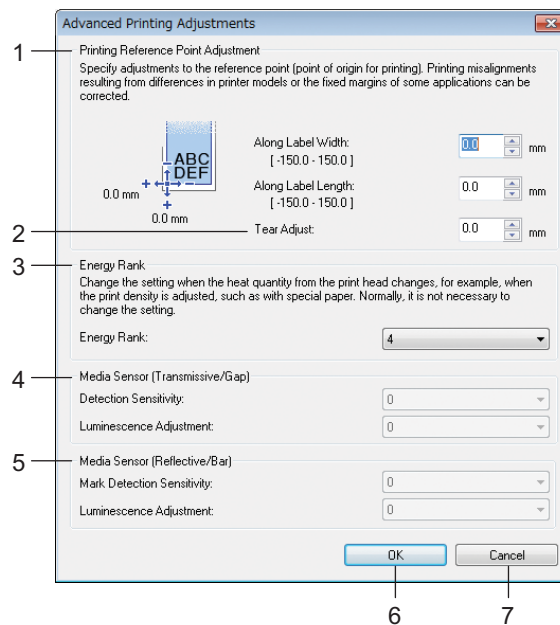 Advanced Printing Adjustments
1
Printing Reference Point Adjustment
Specify adjustments to the reference point (point of origin for printing). Printing misalignments
resulting from differences in printer models or the fixed margins of some applications can be
corrected.
ABC
DEF
0.0 mm
0.0 mm
Along Label Width:
[ -150.0 - 150.0 ]
0.0 mm
Along Label Length:
[ -150.0 - 150.0 ]
0.0 mm
2
Tear Adjust:
0.0 mm
3
Energy Rank
Change the setting when the heat quantity from the print head changes, for example, when
the print density is adjusted, such as with special paper. Normally, it is not necessary to
change the setting.
Energy Rank:
4
4
Media Sensor (Transmissive/Gap)
Detection Sensitivity:
0
Luminescence Adjustment:
0
5
Media Sensor (Reflective/Bar)
Mark Detection Sensitivity:
0
Luminescence Adjustment:
0
OK
Cancel
6
7